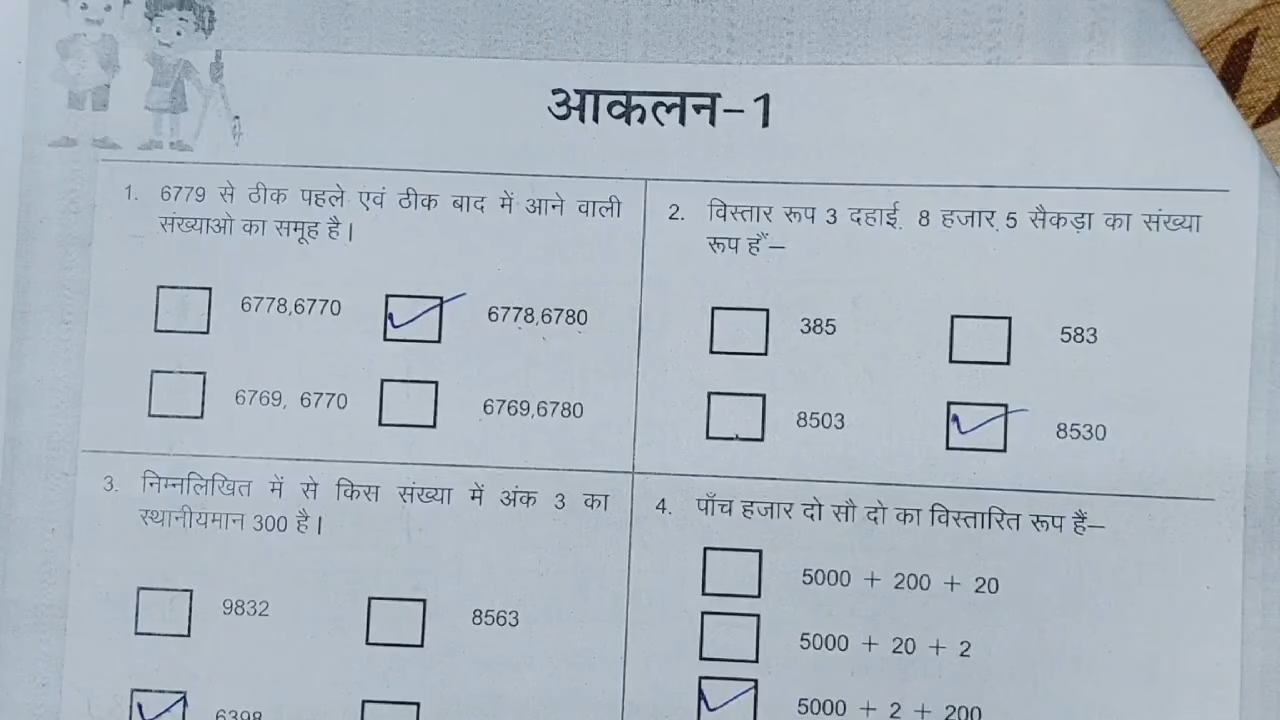 आकलन-1
1. 6779 से ठीक पहले एवं ठीक बाद में आने वाली
संख्याओ का समूह है।
6778,6770 6778,6780
6769, 6770 6769,6780
2. विस्तार रूप 3 दहाई. 8 हजार. 5 सैकड़ा का संख्या
रूप हैं–
385 583
8503 8530
3. निम्नलिखित में से किस संख्या में अंक 3 का
स्थानीयमान 300 है।
9832 8563
6398
4. पाँच हजार दो सौ दो का विस्तारित रूप हैं–
5000 + 200 + 20
5000 + 20 + 2
5000 + 2 + 200